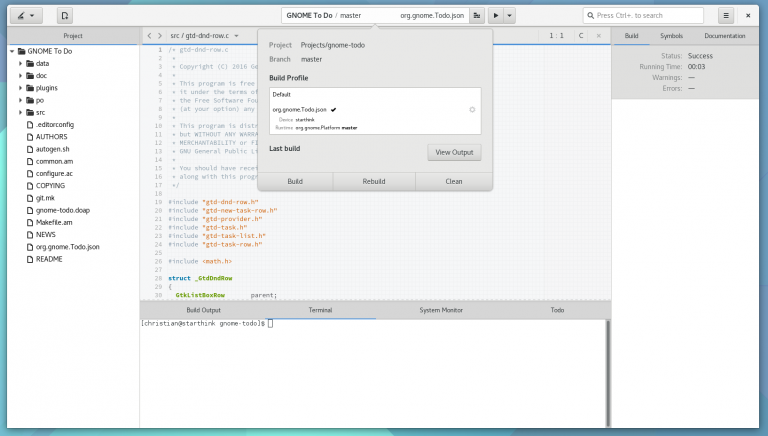 GNOME To Do / master
org.gnome.Todo.json
Press Ctrl+. to search
Project
src / gtd-dnd-row.c
1 : 1
C
Build
Symbols
Documentation
GNOME To Do
data
doc
plugins
po
src
.editorconfig
AUTHORS
autogen.sh
common.am
configure.ac
COPYING
git.mk
gnome-todo.doap
Makefile.am
NEWS
org.gnome.Todo.json
README
1 /* gtd-dnd-row.c
2 *
3 * Copyright (C) 2016 Ge
4 *
5 * This program is free
6 * it under the terms of
7 * the Free Software Fou
8 * (at your option) any
9 *
10 * This program is distr
11 * but WITHOUT ANY WARRA
12 * MERCHANTABILITY or FI
13 * GNU General Public Li
14 *
15 * You should have recei
16 * along with this progr
17 */
18
19 #include "gtd-dnd-row.h"
20 #include "gtd-new-task-row.h"
21 #include "gtd-provider.h"
22 #include "gtd-task.h"
23 #include "gtd-task-list.h"
24 #include "gtd-task-row.h"
25
26 #include <math.h>
27
28 struct _GtdDndRow
29 {
30 GtkListBoxRow parent;
Project Projects/gnome-todo
Branch master
Build Profile
Default
org.gnome.Todo.json ✔
Device starthink
Runtime org.gnome.Platform master
Last build
View Output
Build
Rebuild
Clean
Status: Success
Running Time: 00:03
Warnings: —
Errors: —
Build Output
Terminal
System Monitor
Todo
[christian@starthink gnome-todo]$